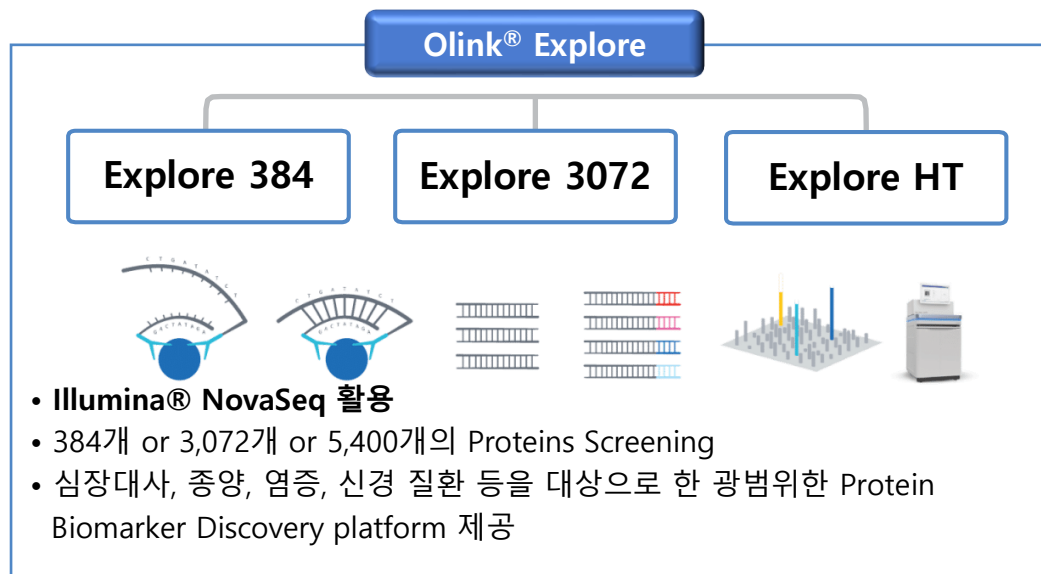 Olink® Explore
Explore 384
Explore 3072
Explore HT
C T G A T A T C T
G A C T A T A G A
C T G A T A T C T
G A C T A T A G A
• Illumina® NovaSeq 활용
• 384개 or 3,072개 or 5,400개의 Proteins Screening
• 심장대사, 종양, 염증, 신경 질환 등을 대상으로 한 광범위한 Protein
Biomarker Discovery platform 제공